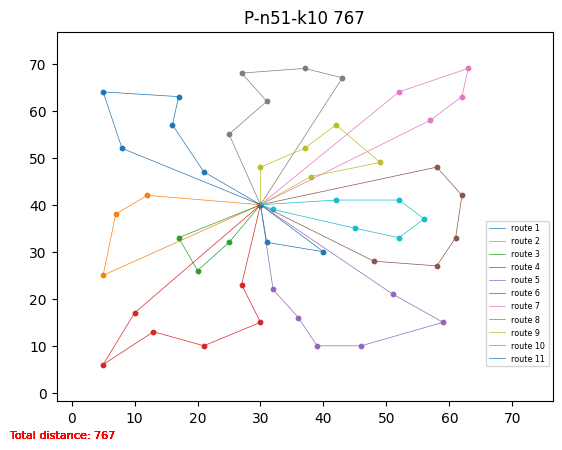 P-n51-k10 767
70
60
50
40
30
20
10
0
0 10 20 30 40 50 60 70
route 1
route 2
route 3
route 4
route 5
route 6
route 7
route 8
route 9
route 10
route 11
Total distance: 767